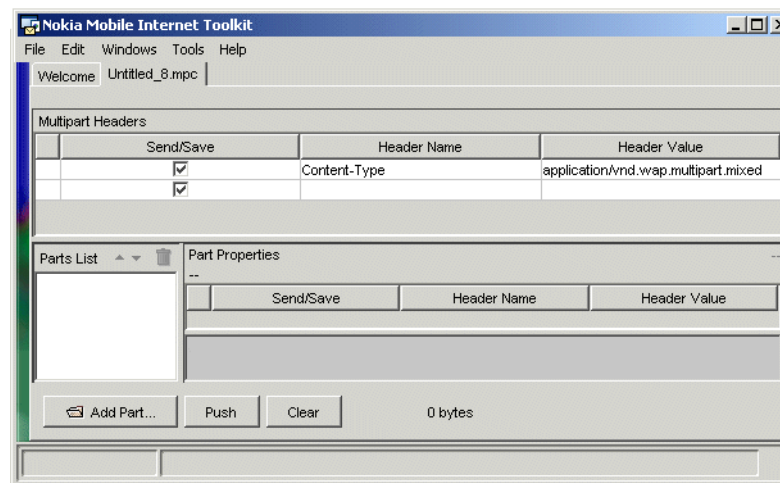 Nokia Mobile Internet Toolkit
File Edit Windows Tools Help
Welcome Untitled_8.mpc
Multipart Headers
Send/Save Header Name Header Value
Content-Type application/vnd.wap.multipart.mixed
Parts List Part Properties --
--
Send/Save Header Name Header Value
Add Part... Push Clear 0 bytes